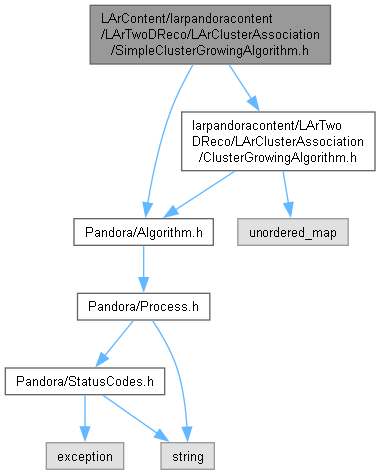 LArContent/larpandoracontent
/LArTwoDReco/LArClusterAssociation
/SimpleClusterGrowingAlgorithm.h
larpandoracontent/LArTwo
DReco/LArClusterAssociation
/ClusterGrowingAlgorithm.h
Pandora/Algorithm.h
unordered_map
Pandora/Process.h
Pandora/StatusCodes.h
exception
string